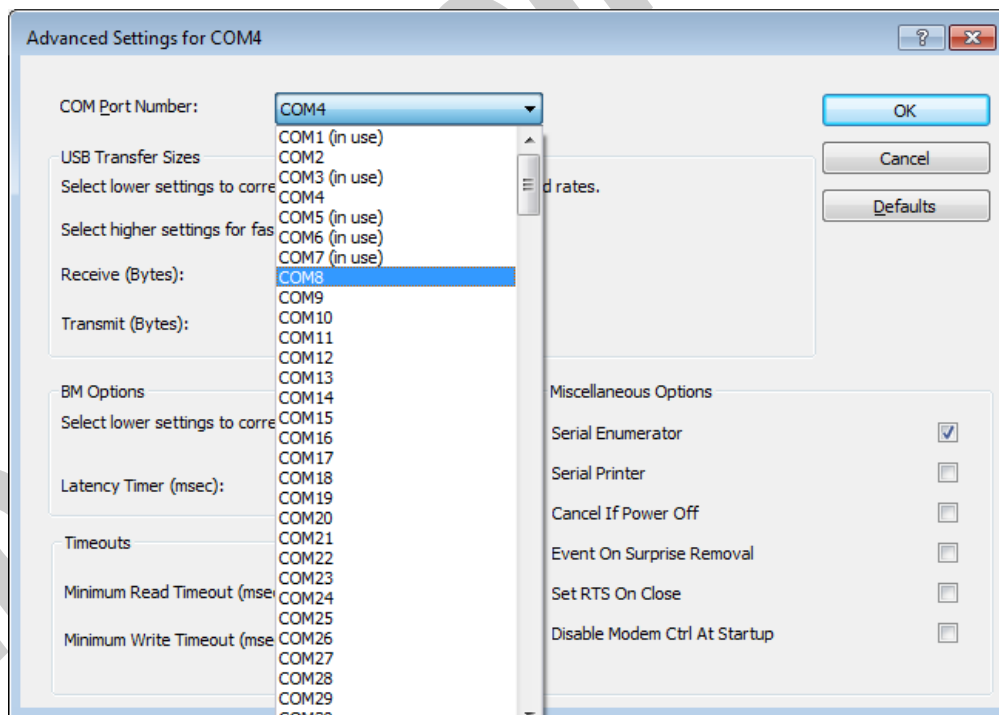 Advanced Settings for COM4
COM Port Number:
COM4
OK
Cancel
Defaults
COM1 (in use)
COM2
COM3 (in use)
COM4
COM5 (in use)
COM6 (in use)
COM7 (in use)
COM8
COM9
COM10
COM11
COM12
COM13
COM14
COM15
COM16
COM17
COM18
COM19
COM20
COM21
COM22
COM23
COM24
COM25
COM26
COM27
COM28
COM29
USB Transfer Sizes
Select lower settings to corre
d rates.
Select higher settings for fas
Receive (Bytes):
Transmit (Bytes):
BM Options
Select lower settings to corre
Latency Timer (msec):
Timeouts
Minimum Read Timeout (mse
Minimum Write Timeout (mse
Miscellaneous Options
Serial Enumerator
Serial Printer
Cancel If Power Off
Event On Surprise Removal
Set RTS On Close
Disable Modem Ctrl At Startup